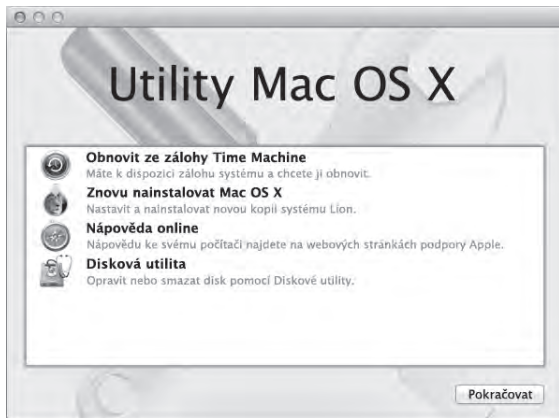 Utility Mac OS X
Obnovit ze zálohy Time Machine
Máte k dispozici zálohu systému a chcete ji obnovit.
Znovu nainstalovat Mac OS X
Nastavit a nainstalovat novou kopii systému Lion.
Nápověda online
Nápovědu ke svému počítači najdete na webových stránkách podpory Apple.
Disková utilita
Opravit nebo smazat disk pomocí Diskové utility.
Pokračovat